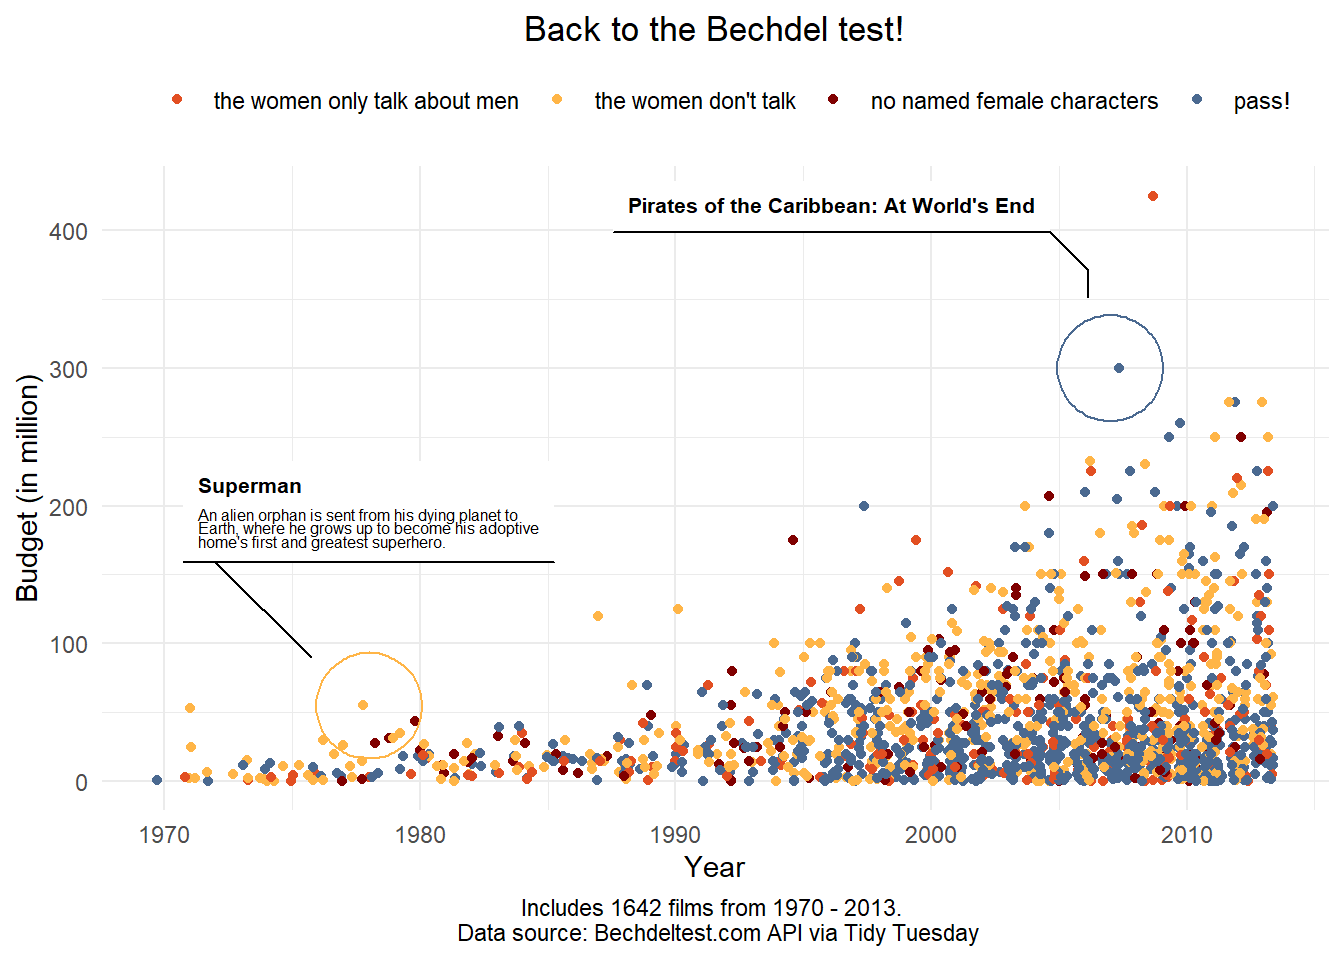 Back to the Bechdel test!
the women only talk about men the women don't talk no named female characters pass!
Pirates of the Caribbean: At World's End
400
300
Superman
An alien orphan is sent from his dying planet to
Earth, where he grows up to become his adoptive
home's first and greatest superhero.
200
100
0
Budget (in million)
1970 1980 1990 2000 2010
Year
Includes 1642 films from 1970 - 2013.
Data source: Bechdeltest.com API via Tidy Tuesday